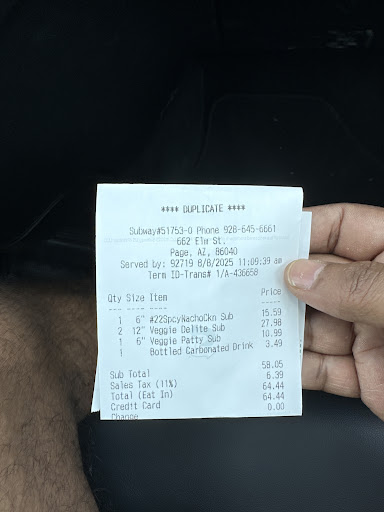 **** DUPLICATE ****
Subway#51753-0 Phone 928-645-6661
662 Elm St.
Page, AZ, 86040
Served by: 92719 8/8/2025 11:09:39 am
Term ID-Trans# 1/A-436658
Qty Size Item Price
--- ---- ---- -----
1 6" #22SpcyNachoCkn Sub 15.59
2 12" Veggie Delite Sub 27.98
1 6" Veggie Patty Sub 10.99
1 Bottled Carbonated Drink 3.49
Sub Total 58.05
Sales Tax (11%) 6.39
Total (Eat In) 64.44
Credit Card 64.44
Change 0.00